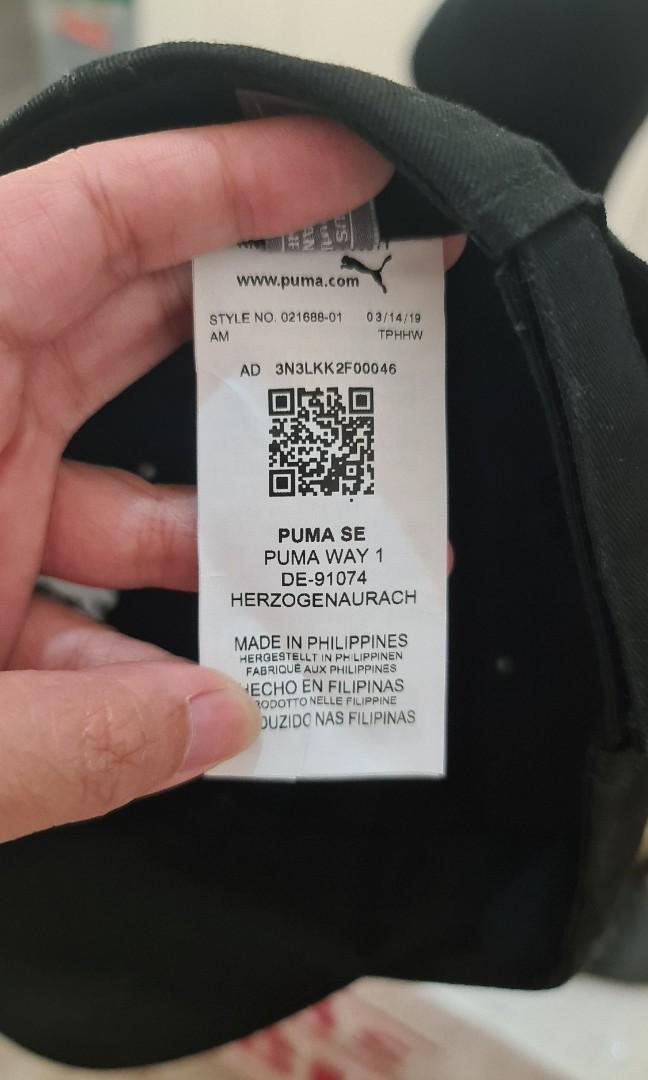 www.puma.com
STYLE NO. 021688-01 03/14/19
AM TPHHW
AD 3N3LKK2F00046
PUMA SE
PUMA WAY 1
DE-91074
HERZOGENAURACH
MADE IN PHILIPPINES
HERGESTELLT IN PHILIPPINEN
FABRIQUÉ AUX PHILIPPINES
HECHO EN FILIPINAS
NELLE FILIPPINE
NAS FILIPINAS